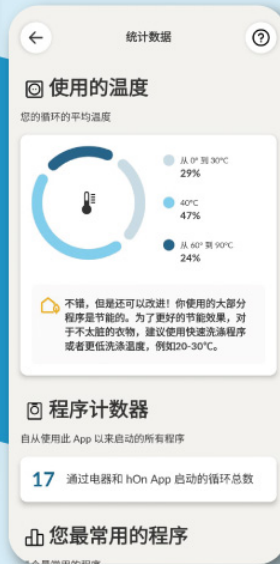 统计数据
使用的温度
您的循环的平均温度
从 0° 到 30°C
29%
40°C
47%
从 60° 到 90°C
24%
不错，但是还可以改进！你使用的大部分
程序是节能的。为了更好的节能效果，对
于不太脏的衣物，建议使用快速洗涤程序
或者更低洗涤温度，例如20-30°C。
程序计数器
自从使用此 App 以来启动的所有程序
17 通过电器和 hOn App 启动的循环总数
您最常用的程序